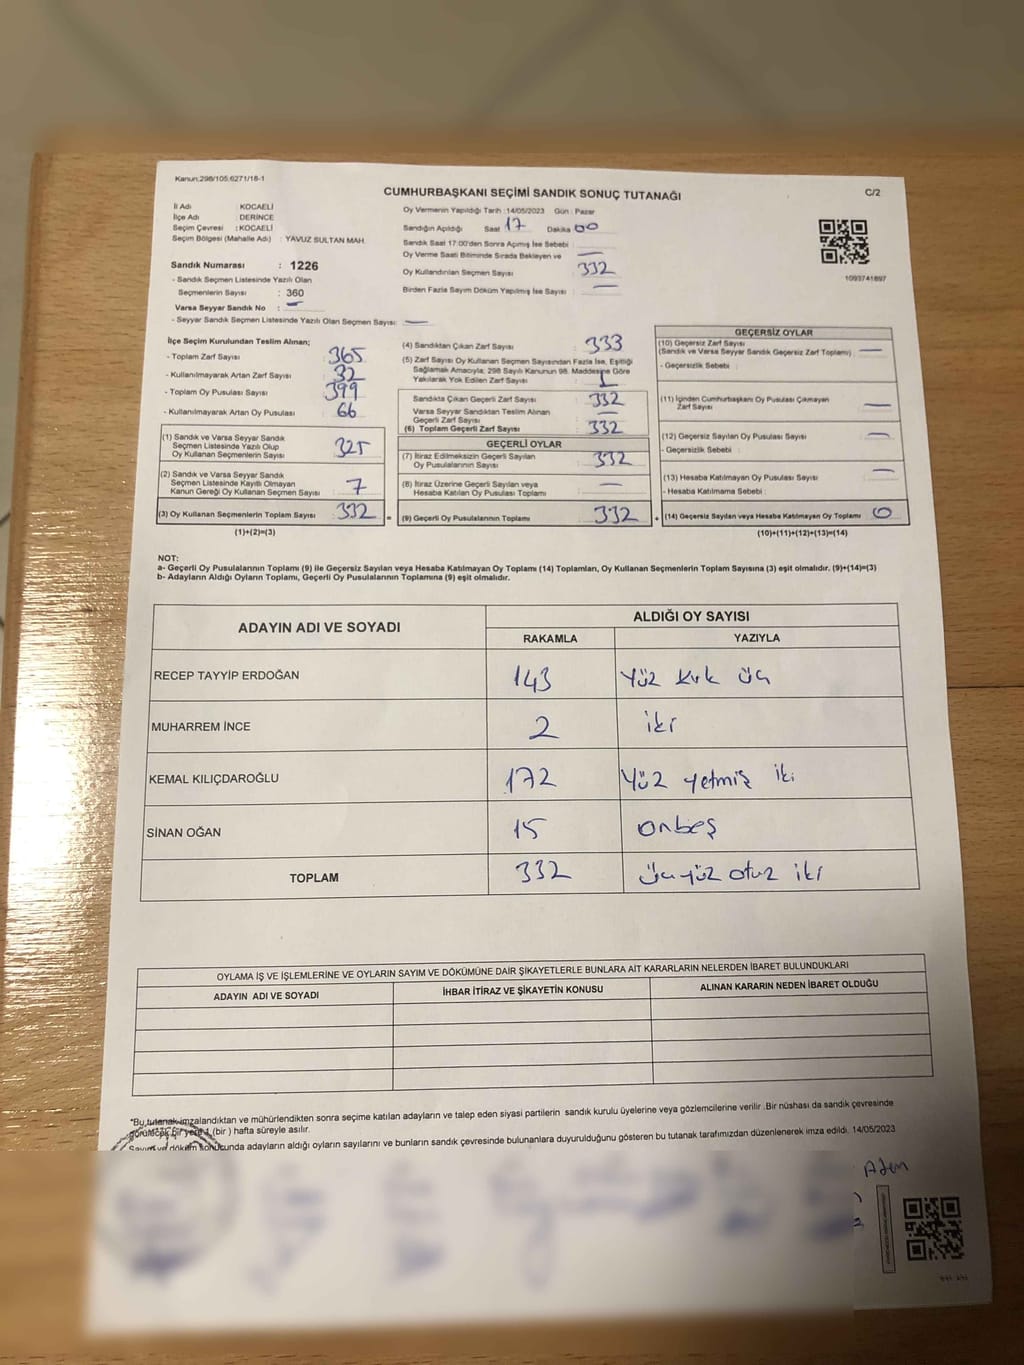 Kanun:298/105.6271/18-1
CUMHURBAŞKANI SEÇİMİ SANDIK SONUÇ TUTANAĞI
C/2
İl Adı KOCAELİ
İlçe Adı DERİNCE
Seçim Çevresi : KOCAELİ
Seçim Bölgesi (Mahalle Adı) : YAVUZ SULTAN MAH.
Sandık Numarası : 1226
- Sandık Seçmen Listesinde Yazılı Olan
Seçmenlerin Sayısı : 360
Varsa Seyyar Sandık No : —
- Seyyar Sandık Seçmen Listesinde Yazılı Olan Seçmen Sayısı: —
Oy Vermenin Yapıldığı Tarih :14/05/2023 Gün : Pazar
Sandığın Açıldığı Saat 17 Dakika 00
Sandık Saat 17:00'den Sonra Açımış İse Sebebi :
Oy Verme Saati Bitiminde Sırada Bekleyen ve —
Oy Kullandırılan Seçmen Sayısı 332
Birden Fazla Sayım Döküm Yapılmış İse Sayısı : —
1093741897
İlçe Seçim Kurulundan Teslim Alınan;
- Toplam Zarf Sayısı 365
- Kullanılmayarak Artan Zarf Sayısı 32
- Toplam Oy Pusulası Sayısı 399
- Kullanılmayarak Artan Oy Pusulası 66
(1) Sandık ve Varsa Seyyar Sandık
Seçmen Listesinde Yazılı Olup
Oy Kullanan Seçmenlerin Sayısı 325
(2) Sandık ve Varsa Seyyar Sandık
Seçmen Listesinde Kayıtlı Olmayan
Kanun Gereği Oy Kullanan Seçmen Sayısı 7
(3) Oy Kullanan Seçmenlerin Toplam Sayısı : 332 =
(1)+(2)=(3)
(4) Sandıktan Çıkan Zarf Sayısı : 333
(5) Zarf Sayısı Oy Kullanan Seçmen Sayısından Fazla İse, Eşitliği
Sağlamak Amacıyla; 298 Sayılı Kanunun 98. Maddesine Göre
Yakılarak Yok Edilen Zarf Sayısı : 1
Sandıkta Çıkan Geçerli Zarf Sayısı : 332
Varsa Seyyar Sandıktan Teslim Alınan
Geçerli Zarf Sayısı : —
(6) Toplam Geçerli Zarf Sayısı : 332
GEÇERLİ OYLAR
(7) İtiraz Edilmeksizin Geçerli Sayılan
Oy Pusulalarının Sayısı : 332
(8) İtiraz Üzerine Geçerli Sayılan veya
Hesaba Katılan Oy Pusulası Toplamı : —
(9) Geçerli Oy Pusulalarının Toplamı : 332 +
GEÇERSİZ OYLAR
(10) Geçersiz Zarf Sayısı
(Sandık ve Varsa Seyyar Sandık Geçersiz Zarf Toplamı) : —
- Geçersizlik Sebebi :
(11) İçinden Cumhurbaşkanı Oy Pusulası Çıkmayan
Zarf Sayısı : —
(12) Geçersiz Sayılan Oy Pusulası Sayısı : —
- Geçersizlik Sebebi :
(13) Hesaba Katılmayan Oy Pusulası Sayısı : —
- Hesaba Katılmama Sebebi :
(14) Geçersiz Sayılan veya Hesaba Katılmayan Oy Toplamı 0
(10)+(11)+(12)+(13)=(14)
NOT:
a- Geçerli Oy Pusulalarının Toplamı (9) ile Geçersiz Sayılan veya Hesaba Katılmayan Oy Toplamı (14) Toplamları, Oy Kullanan Seçmenlerin Toplam Sayısına (3) eşit olmalıdır. (9)+(14)=(3)
b- Adayların Aldığı Oyların Toplamı, Geçerli Oy Pusulalarının Toplamına (9) eşit olmalıdır.
ADAYIN ADI VE SOYADI ALDIĞI OY SAYISI
RAKAMLA YAZIYLA
RECEP TAYYİP ERDOĞAN 143 Yüz kırk üç
MUHARREM İNCE 2 iki
KEMAL KILIÇDAROĞLU 172 Yüz yetmiş iki
SİNAN OĞAN 15 onbeş
TOPLAM 332 üçyüz otuz iki
OYLAMA İŞ VE İŞLEMLERİNE VE OYLARIN SAYIM VE DÖKÜMÜNE DAİR ŞİKAYETLERLE BUNLARA AİT KARARLARIN NELERDEN İBARET BULUNDUKLARI
ADAYIN ADI VE SOYADI İHBAR İTİRAZ VE ŞİKAYETİN KONUSU ALINAN KARARIN NEDEN İBARET OLDUĞU
*Bu tutanak imzalandıktan ve mühürlendikten sonra seçime katılan adayların ve talep eden siyasi partilerin sandık kurulu üyelerine veya gözlemcilerine verilir .Bir nüshası da sandık çevresinde
görülecek bir yere 1 (bir ) hafta süreyle asılır.
Sayım ve döküm sonucunda adayların aldığı oyların sayılarını ve bunların sandık çevresinde bulunanlara duyurulduğunu gösteren bu tutanak tarafımızdan düzenlenerek imza edildi. 14/05/2023